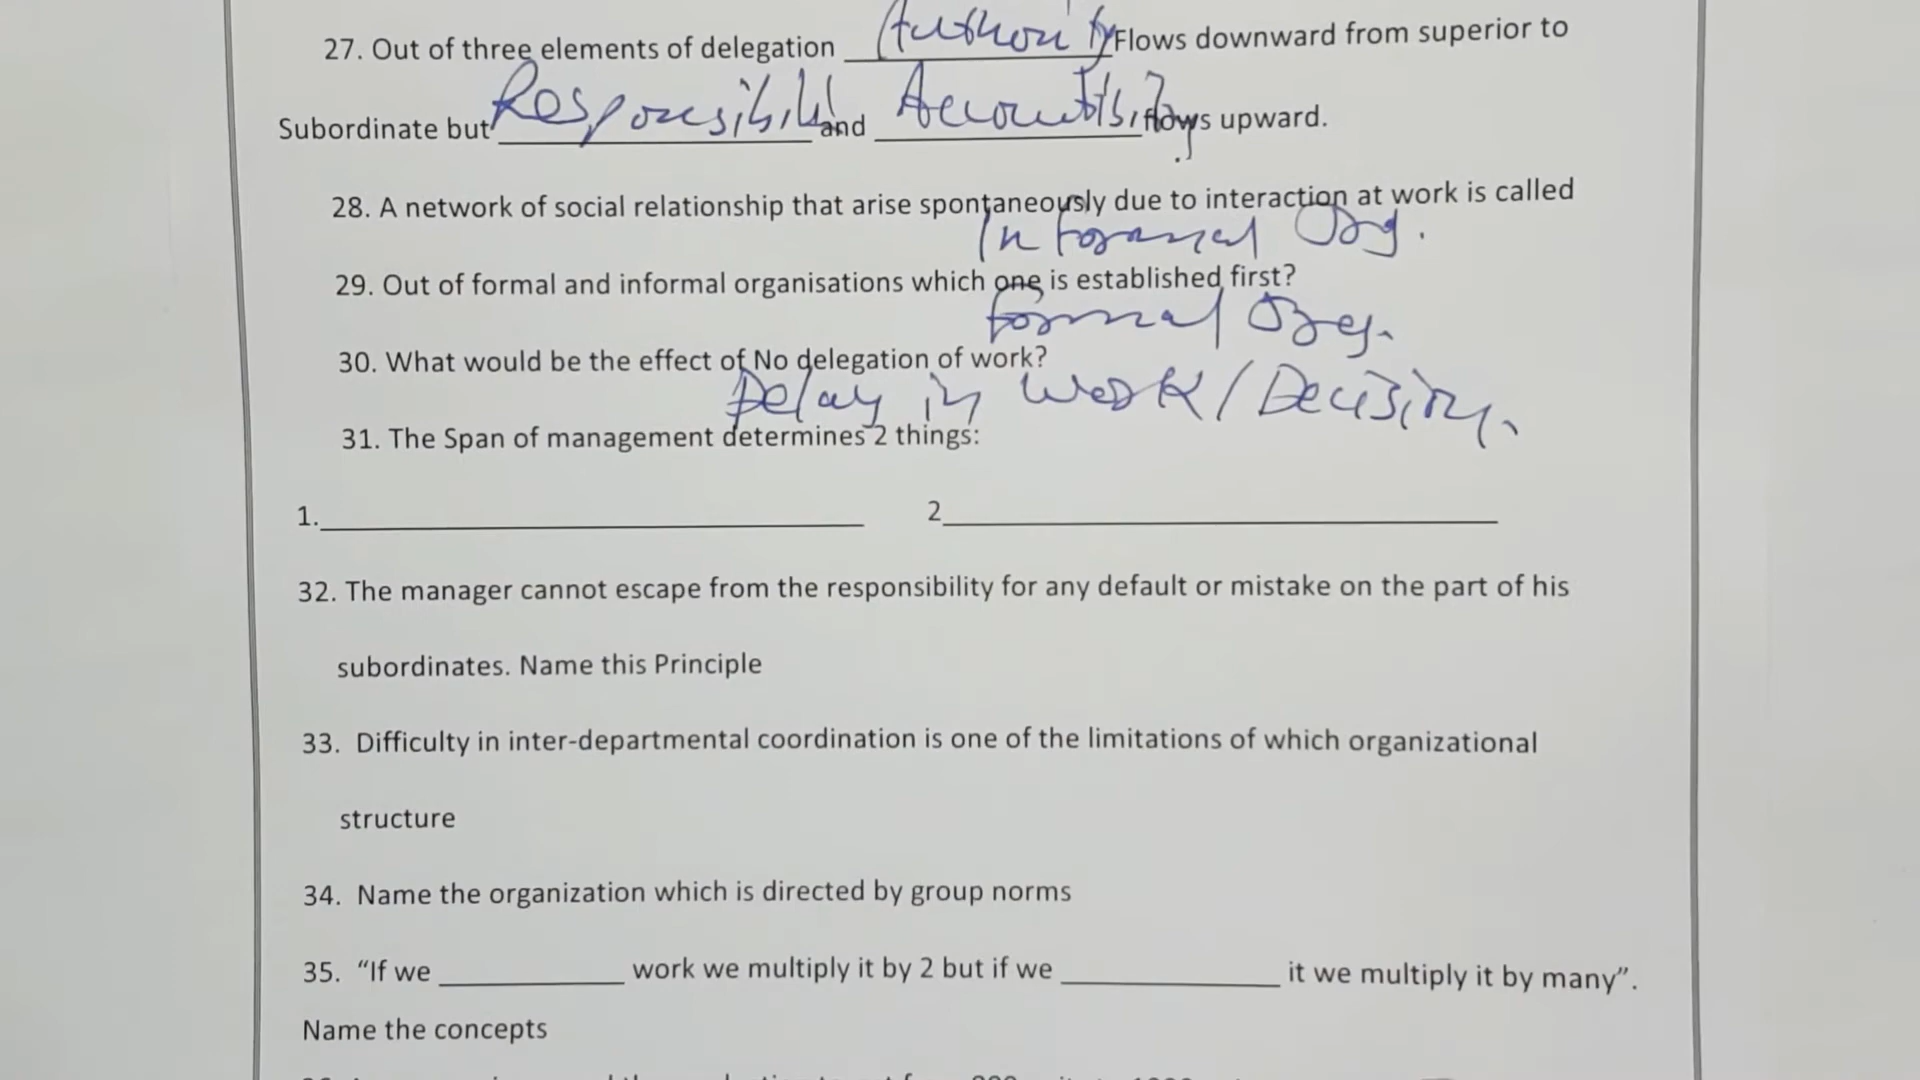 27. Out of three elements of delegation Authority Flows downward from superior to
Subordinate but Responsibili and Accountability flows upward.
28. A network of social relationship that arise spontaneously due to interaction at work is called
Informal Org.
29. Out of formal and informal organisations which one is established first?
Formal Org.
30. What would be the effect of No delegation of work?
Delay in Work/Decision.
31. The Span of management determines 2 things:
1.____________ 2____________
32. The manager cannot escape from the responsibility for any default or mistake on the part of his
subordinates. Name this Principle
33. Difficulty in inter-departmental coordination is one of the limitations of which organizational
structure
34. Name the organization which is directed by group norms
35. “If we ____________ work we multiply it by 2 but if we ____________ it we multiply it by many”.
Name the concepts